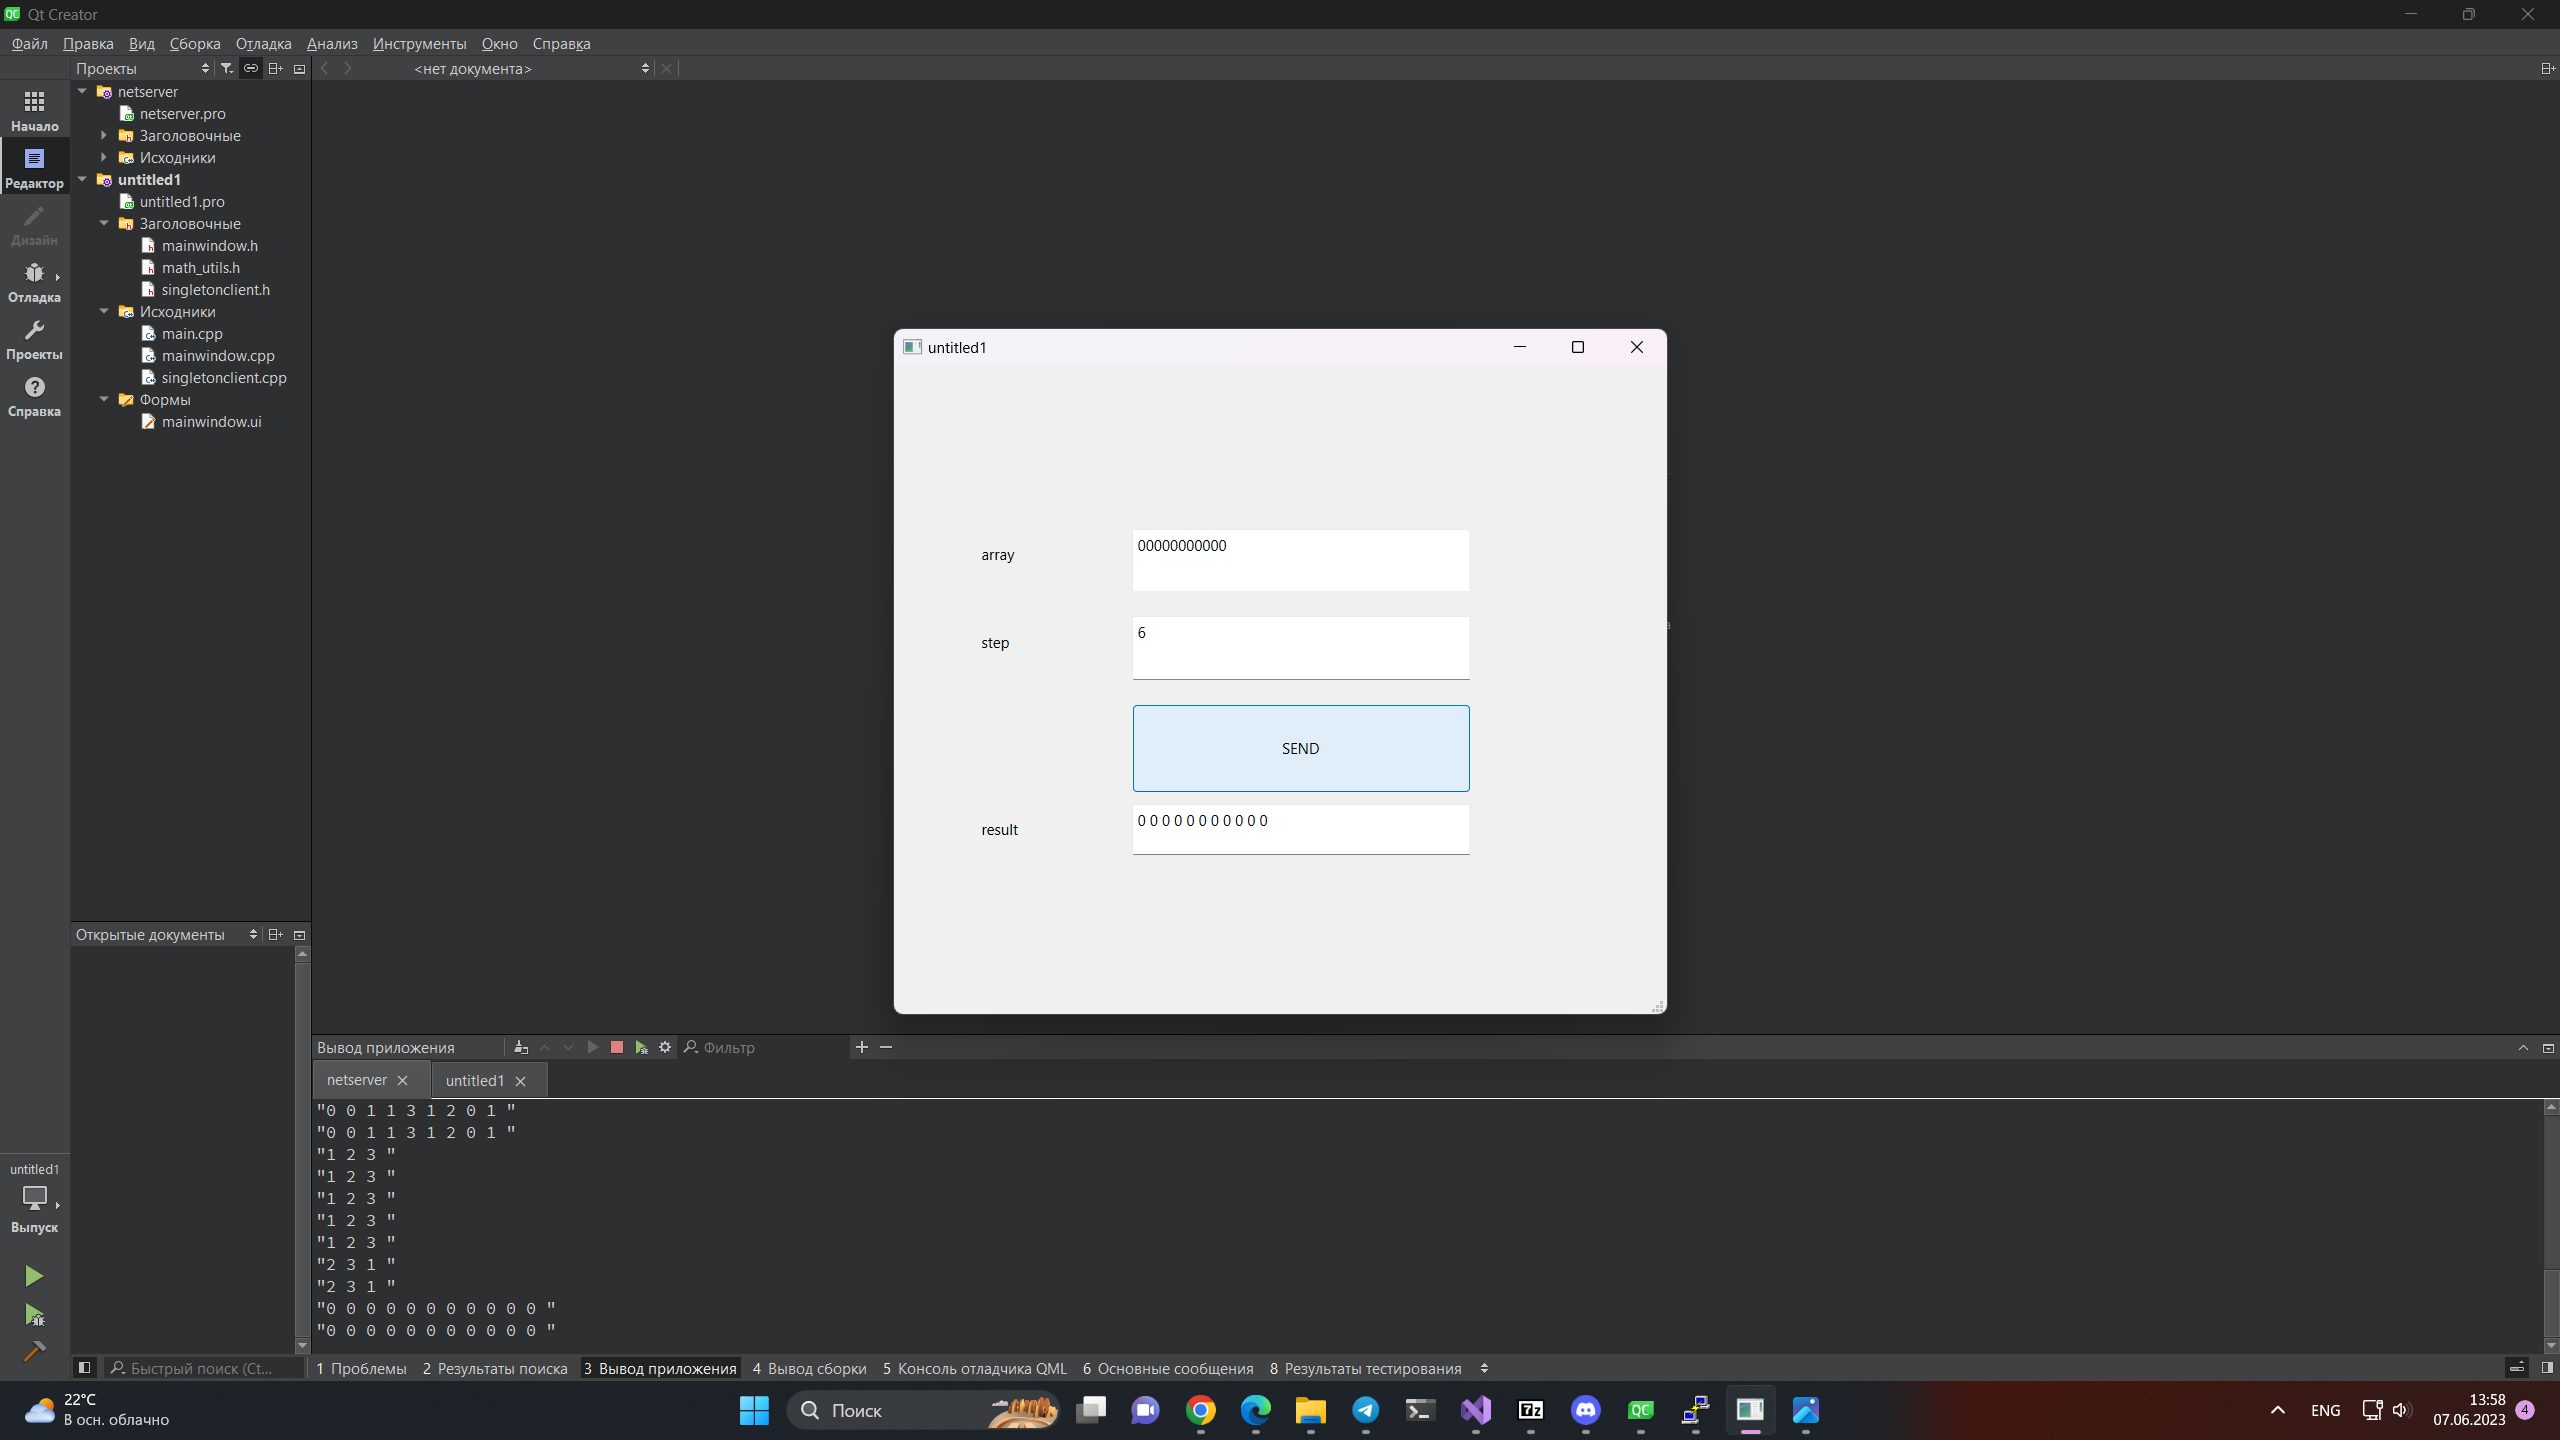 Qt Creator
Файл Правка Вид Сборка Отладка Анализ Инструменты Окно Справка
Проекты
<нет документа>
netserver
netserver.pro
Заголовочные
Исходники
untitled1
untitled1.pro
Заголовочные
mainwindow.h
math_utils.h
singletonclient.h
Исходники
main.cpp
mainwindow.cpp
singletonclient.cpp
Формы
mainwindow.ui
Начало
Редактор
Дизайн
Отладка
Проекты
Справка
untitled1
array
00000000000
step
6
SEND
result
0 0 0 0 0 0 0 0 0 0 0
Открытые документы
Вывод приложения
Фильтр
netserver
untitled1
"0 0 1 1 3 1 2 0 1 "
"0 0 1 1 3 1 2 0 1 "
"1 2 3 "
"1 2 3 "
"1 2 3 "
"1 2 3 "
"1 2 3 "
"2 3 1 "
"2 3 1 "
"0 0 0 0 0 0 0 0 0 0 0 "
"0 0 0 0 0 0 0 0 0 0 0 "
untitled1
Выпуск
Быстрый поиск (Ct...
1 Проблемы 2 Результаты поиска 3 Вывод приложения 4 Вывод сборки 5 Консоль отладчика QML 6 Основные сообщения 8 Результаты тестирования
22°C
В осн. облачно
Поиск
7z
QC
ENG
13:58
07.06.2023
4